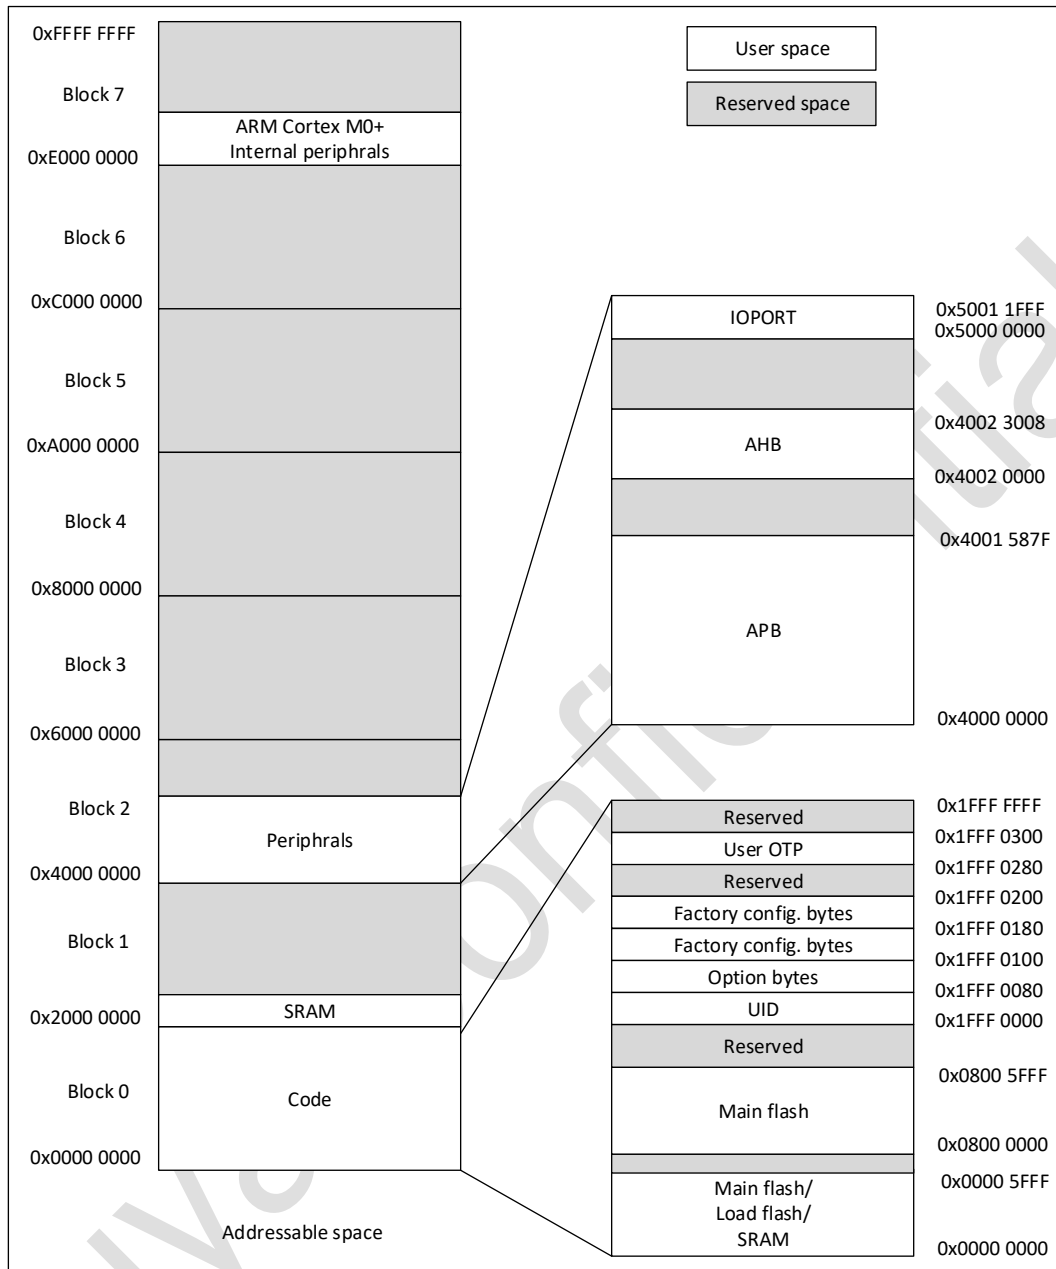 0xFFFF FFFF
Block 7
ARM Cortex M0+
Internal periphrals
0xE000 0000
Block 6
0xC000 0000
Block 5
0xA000 0000
Block 4
0x8000 0000
Block 3
0x6000 0000
Block 2
Periphrals
0x4000 0000
Block 1
SRAM
0x2000 0000
Block 0
Code
0x0000 0000
Addressable space
User space
Reserved space
IOPORT
0x5001 1FFF
0x5000 0000
0x4002 3008
AHB
0x4002 0000
0x4001 587F
APB
0x4000 0000
0x1FFF FFFF
Reserved
0x1FFF 0300
User OTP
0x1FFF 0280
Reserved
0x1FFF 0200
Factory config. bytes
0x1FFF 0180
Factory config. bytes
0x1FFF 0100
Option bytes
0x1FFF 0080
UID
0x1FFF 0000
Reserved
0x0800 5FFF
Main flash
0x0800 0000
0x0000 5FFF
Main flash/
Load flash/
SRAM
0x0000 0000